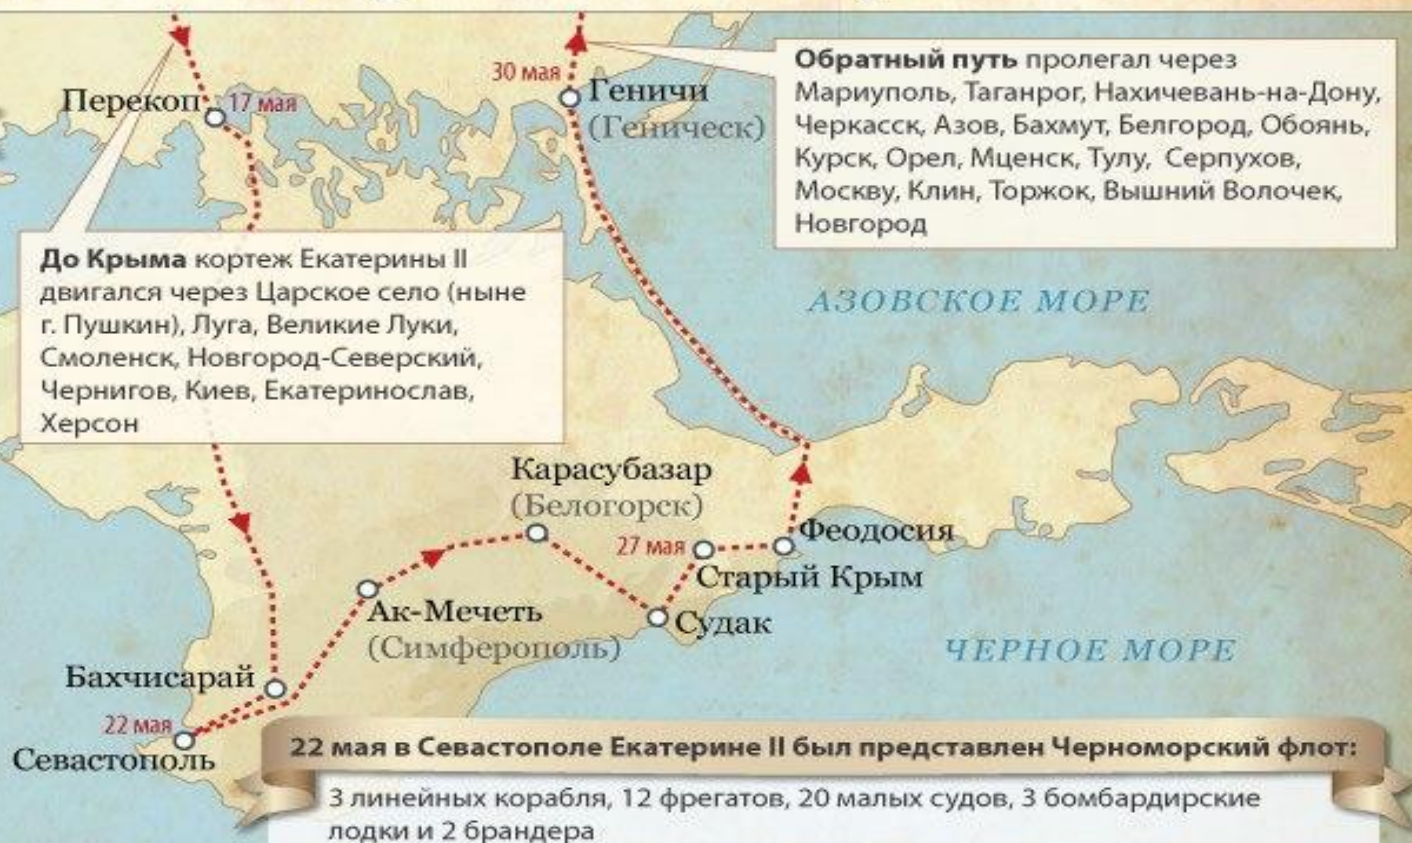 30 мая
Геничи
(Геническ)
Перекоп
17 мая
Обратный путь пролегал через
Мариуполь, Таганрог, Нахичевань-на-Дону,
Черкасск, Азов, Бахмут, Белгород, Обоянь,
Курск, Орел, Мценск, Тулу, Серпухов,
Москву, Клин, Торжок, Вышний Волочек,
Новгород
До Крыма кортеж Екатерины II
двигался через Царское село (ныне
г. Пушкин), Луга, Великие Луки,
Смоленск, Новгород-Северский,
Чернигов, Киев, Екатеринослав,
Херсон
АЗОВСКОЕ МОРЕ
Карасубазар
(Белогорск)
27 мая
Феодосия
Старый Крым
Ак-Мечеть
(Симферополь)
Судак
ЧЕРНОЕ МОРЕ
Бахчисарай
22 мая
Севастополь
22 мая в Севастополе Екатерине II был представлен Черноморский флот:
3 линейных корабля, 12 фрегатов, 20 малых судов, 3 бомбардирские
лодки и 2 брандера